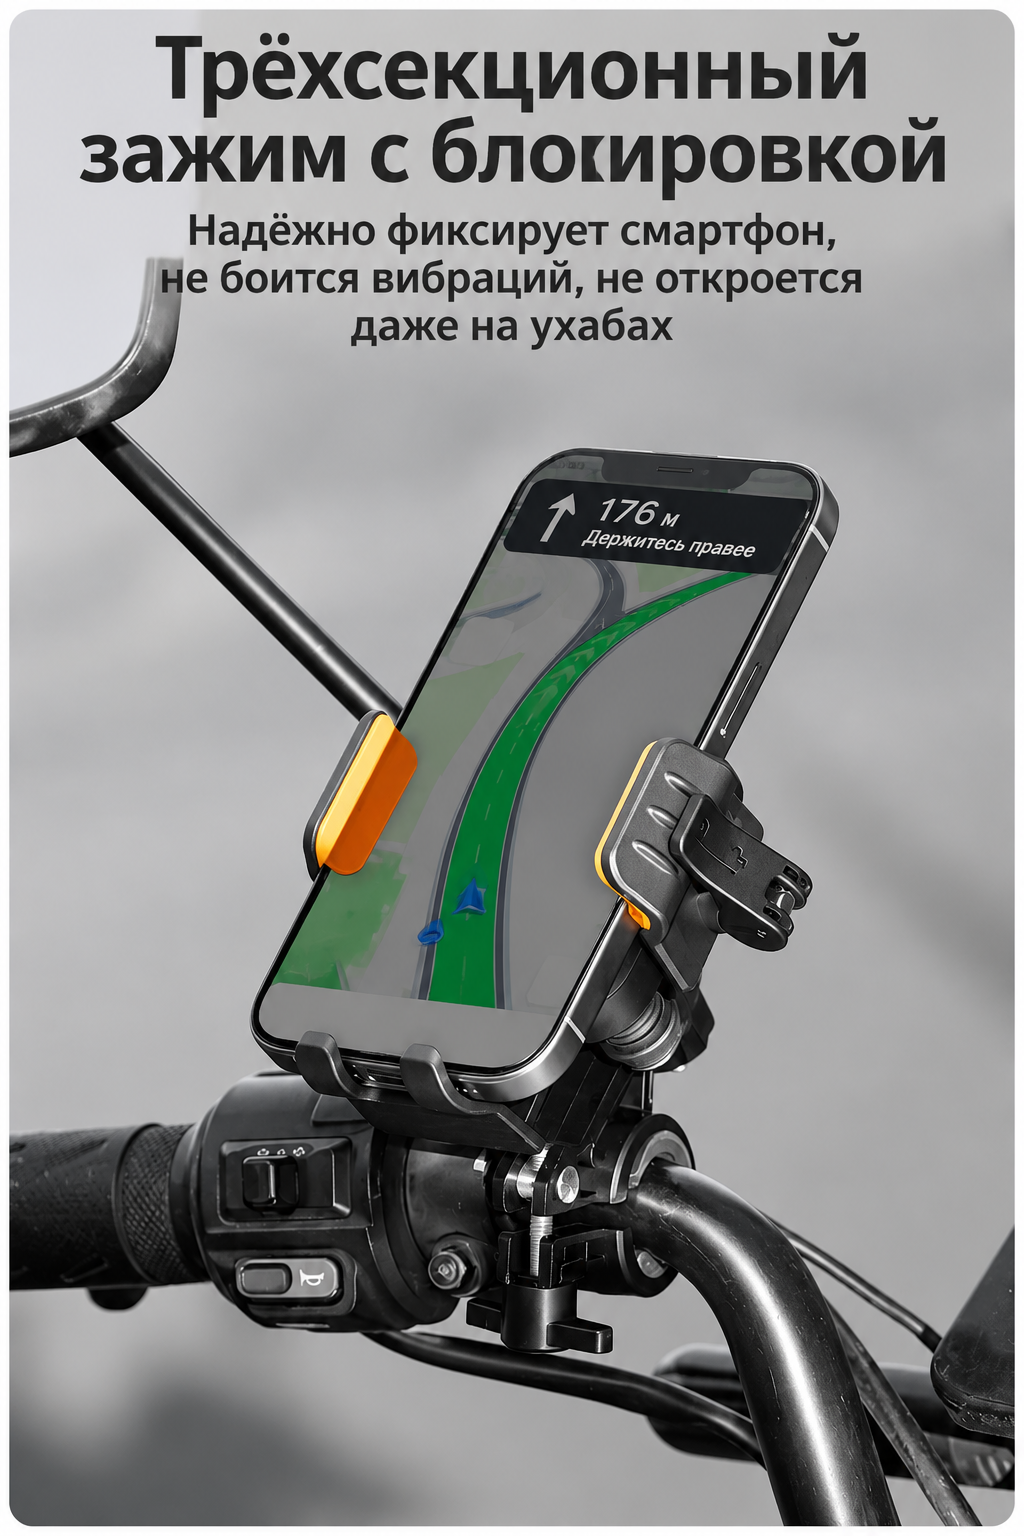 Трёхсекционный
зажим с блокировкой
Надёжно фиксирует смартфон,
не боится вибраций, не откроется
даже на ухабах
176 м
Держитесь правее